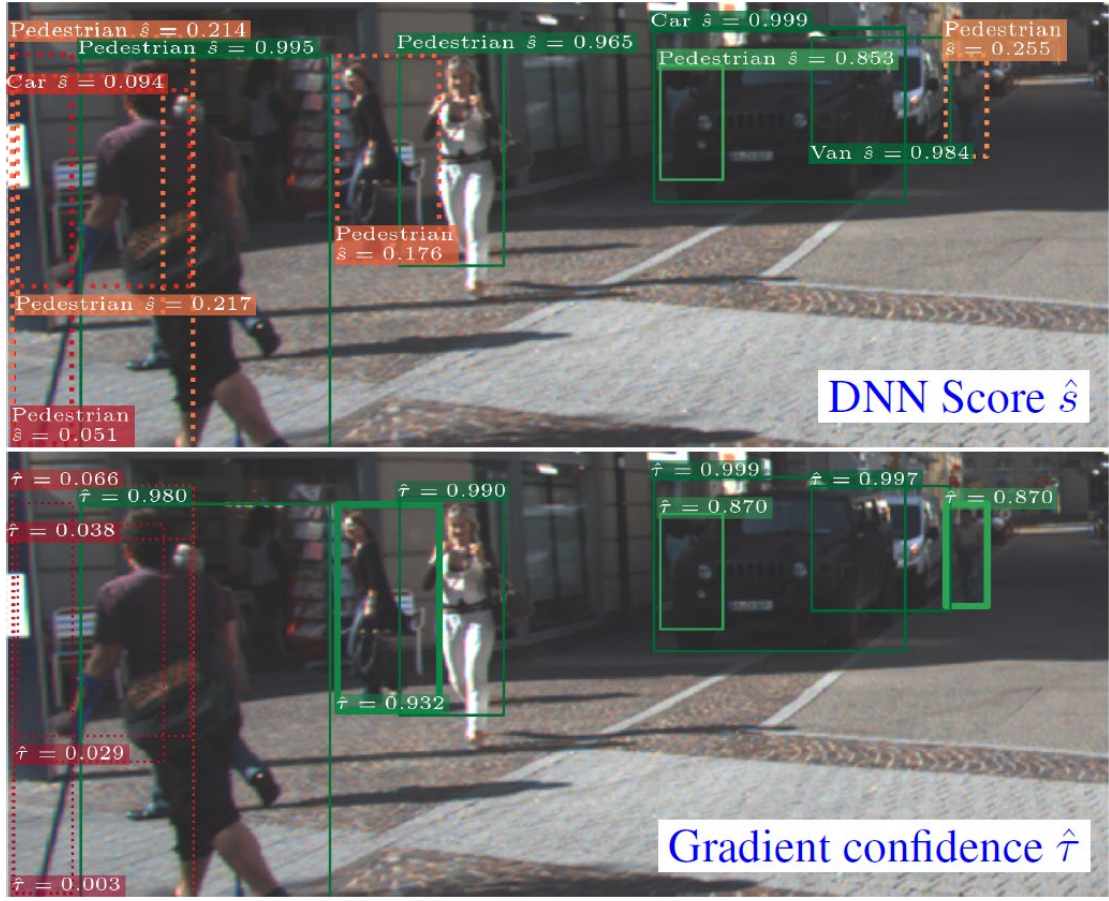 Pedestrian ŝ = 0.214
Pedestrian ŝ = 0.995
Pedestrian ŝ = 0.965
Car ŝ = 0.999
Pedestrian
ŝ = 0.255
Car ŝ = 0.094
Pedestrian ŝ = 0.853
Van ŝ = 0.984
Pedestrian
ŝ = 0.176
Pedestrian ŝ = 0.217
Pedestrian
ŝ = 0.051
DNN Score ŝ
τ̂ = 0.066
τ̂ = 0.980
τ̂ = 0.990
τ̂ = 0.999
τ̂ = 0.997
τ̂ = 0.870
τ̂ = 0.038
τ̂ = 0.870
τ̂ = 0.932
τ̂ = 0.029
τ̂ = 0.003
Gradient confidence τ̂